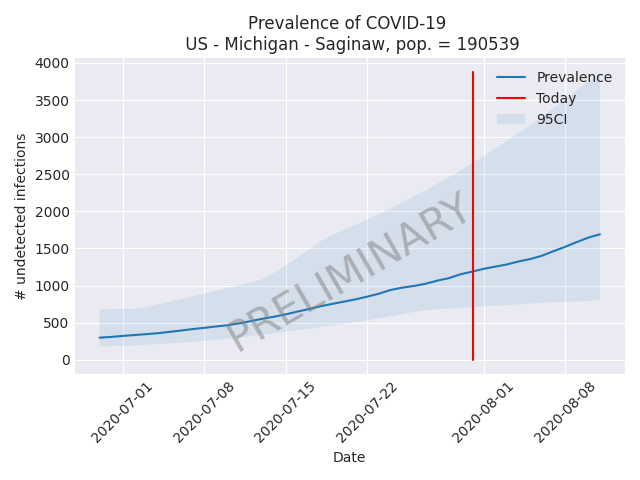 Prevalence of COVID-19
US - Michigan - Saginaw, pop. = 190539
4000
3500
3000
2500
2000
1500
1000
500
0
# undetected infections
Prevalence
Today
95CI
PRELIMINARY
2020-07-01
2020-07-08
2020-07-15
2020-07-22
2020-08-01
2020-08-08
Date